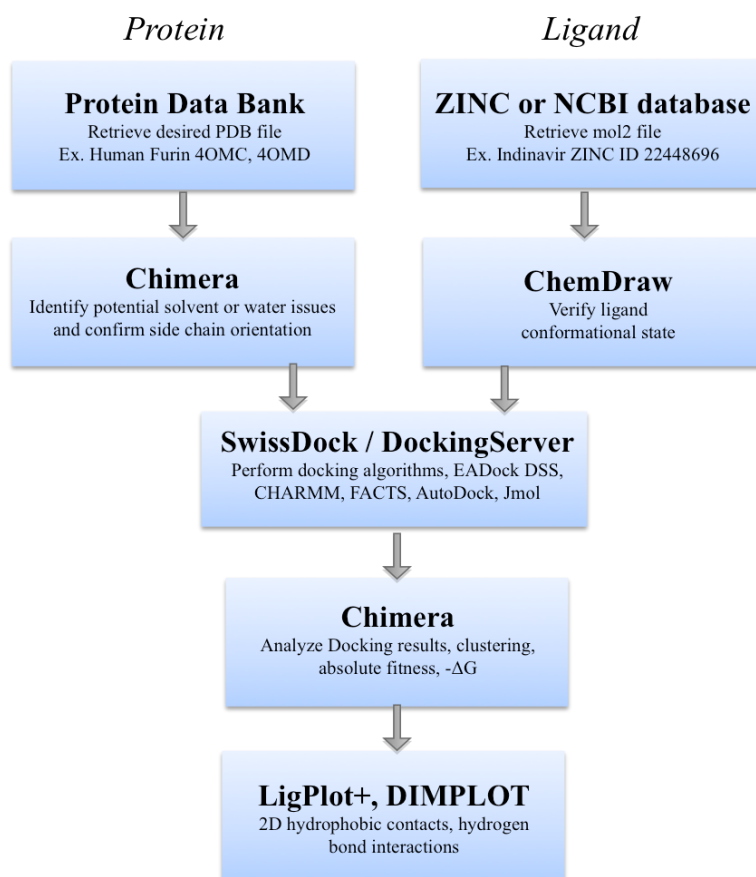 Protein
Ligand
Protein Data Bank
Retrieve desired PDB file
Ex. Human Furin 4OMC, 4OMD
ZINC or NCBI database
Retrieve mol2 file
Ex. Indinavir ZINC ID 22448696
Chimera
Identify potential solvent or water issues
and confirm side chain orientation
ChemDraw
Verify ligand
conformational state
SwissDock / DockingServer
Perform docking algorithms, EADock DSS,
CHARMM, FACTS, AutoDock, Jmol
Chimera
Analyze Docking results, clustering,
absolute fitness, -ΔG
LigPlot+, DIMPLOT
2D hydrophobic contacts, hydrogen
bond interactions